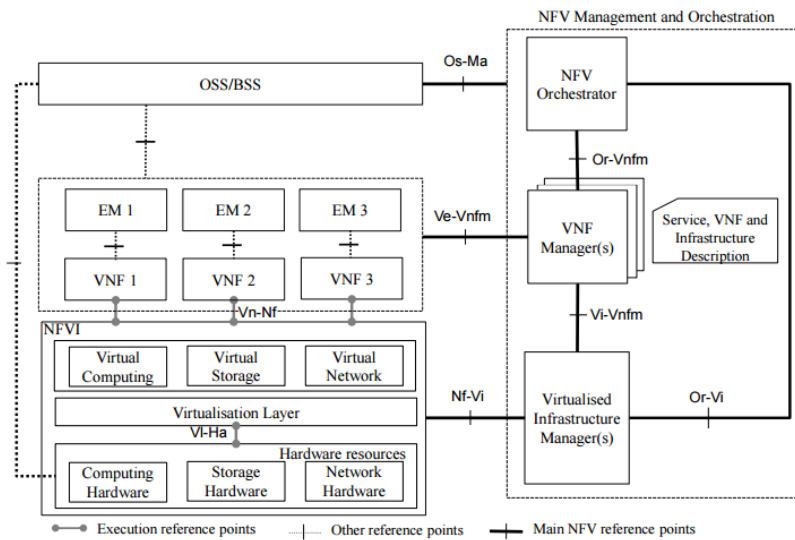 NFV Management and Orchestration
Os-Ma
OSS/BSS
NFV
Orchestrator
Or-Vnfm
EM 1
EM 2
EM 3
Ve-Vnfm
VNF
Manager(s)
Service, VNF and
Infrastructure
Description
VNF 1
VNF 2
VNF 3
Vn-Nf
Vi-Vnfm
NFVI
Virtual
Computing
Virtual
Storage
Virtual
Network
Nf-Vi
Virtualised
Infrastructure
Manager(s)
Or-Vi
Virtualisation Layer
Vl-Ha
Hardware resources
Computing
Hardware
Storage
Hardware
Network
Hardware
Execution reference points
Other reference points
Main NFV reference points